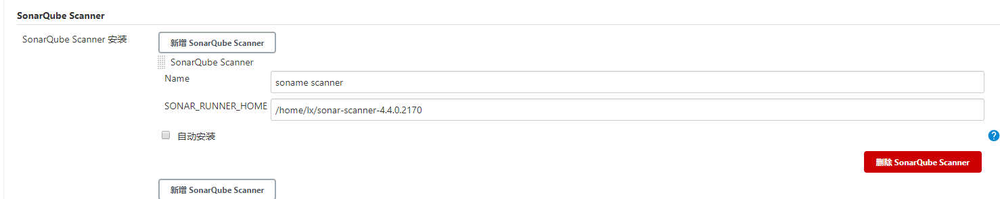 SonarQube Scanner
SonarQube Scanner 安装
新增 SonarQube Scanner
SonarQube Scanner
Name
soname scanner
SONAR_RUNNER_HOME
/home/lx/sonar-scanner-4.4.0.2170
自动安装
?
删除 SonarQube Scanner
新增 SonarQube Scanner